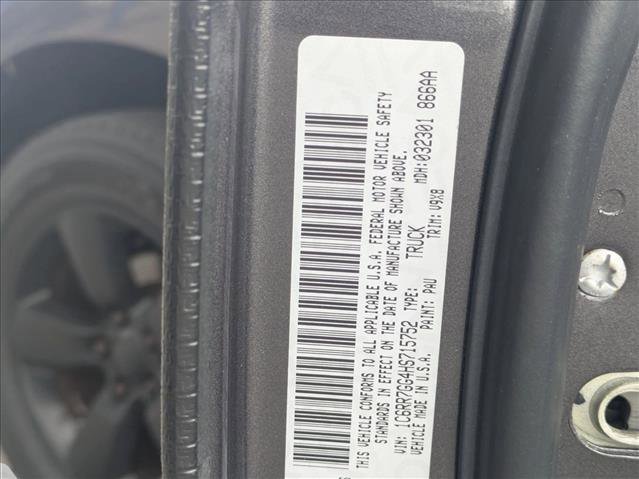 THIS VEHICLE CONFORMS TO ALL APPLICABLE U.S.A. FEDERAL MOTOR VEHICLE SAFETY
STANDARDS IN EFFECT ON THE DATE OF MANUFACTURE SHOWN ABOVE.
VIN: 1C6RR7GG4HS715752 TYPE: TRUCK MDH:032301 866AA
VEHICLE MADE IN U.S.A. PAINT: PAU TRIM: V9X8